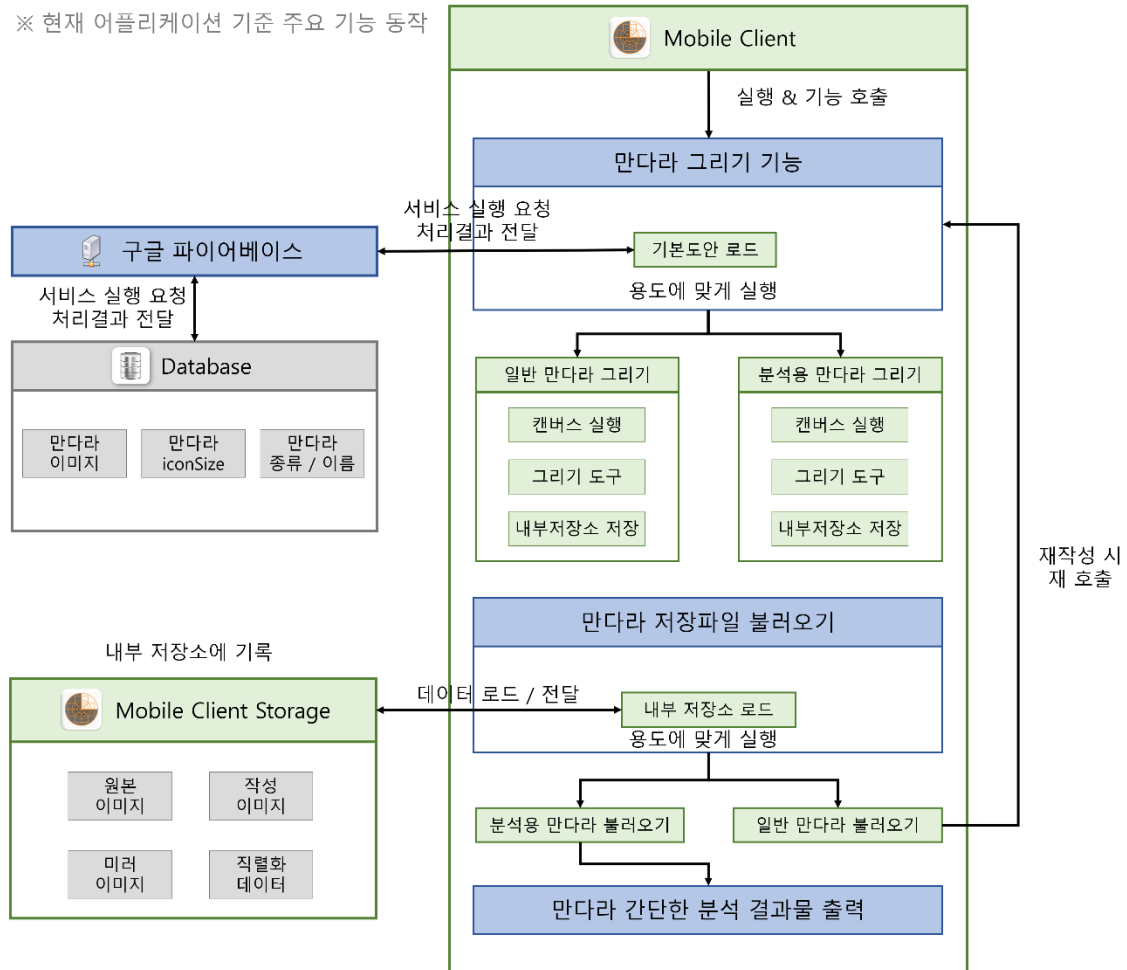 ※ 현재 어플리케이션 기준 주요 기능 동작
Mobile Client
실행 & 기능 호출
만다라 그리기 기능
서비스 실행 요청
처리결과 전달
기본도안 로드
구글 파이어베이스
용도에 맞게 실행
서비스 실행 요청
처리결과 전달
Database
만다라
이미지
만다라
iconSize
만다라
종류 / 이름
일반 만다라 그리기
캔버스 실행
그리기 도구
내부저장소 저장
분석용 만다라 그리기
캔버스 실행
그리기 도구
내부저장소 저장
재작성 시
재 호출
만다라 저장파일 불러오기
내부 저장소에 기록
Mobile Client Storage
데이터 로드 / 전달
내부 저장소 로드
용도에 맞게 실행
원본
이미지
작성
이미지
미러
이미지
직렬화
데이터
분석용 만다라 불러오기
일반 만다라 불러오기
만다라 간단한 분석 결과물 출력